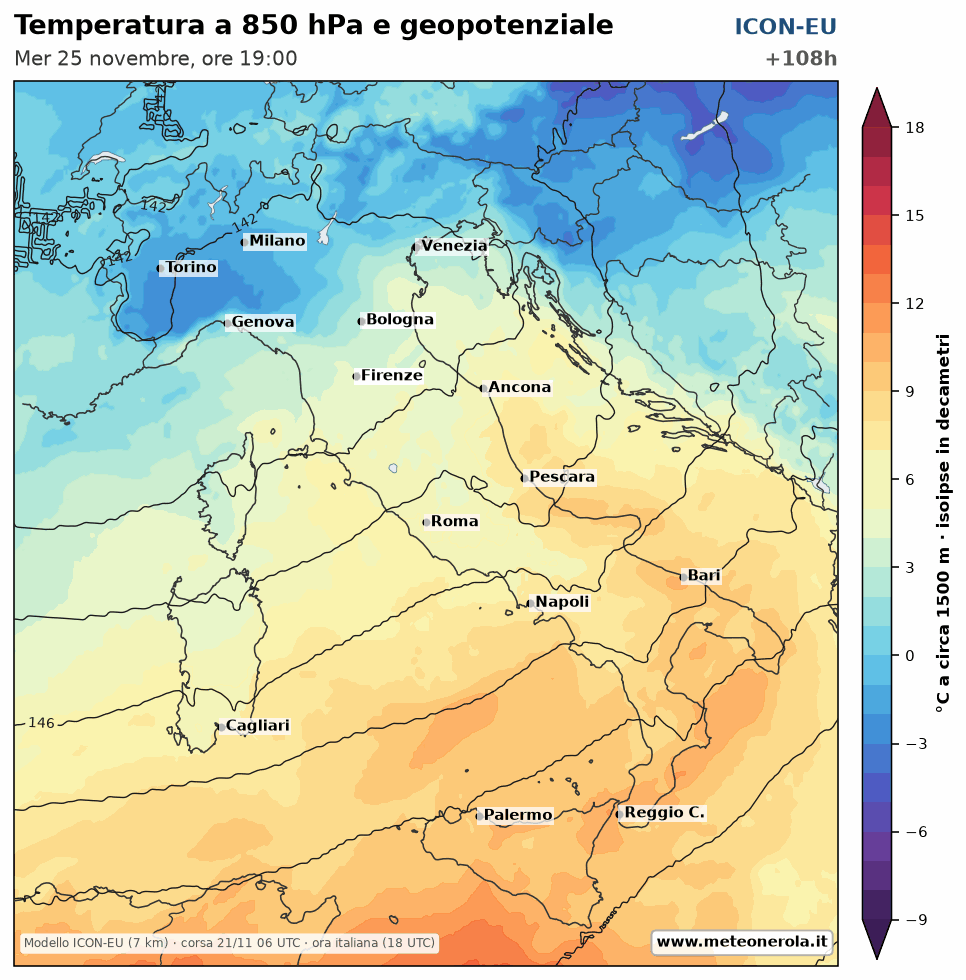 Temperatura a 850 hPa e geopotenziale
ICON-EU
Mer 25 novembre, ore 19:00
+108h
142
142
142
142
Milano
Venezia
Torino
Genova
Bologna
Firenze
Ancona
Pescara
Roma
Bari
Napoli
146
Cagliari
Palermo
Reggio C.
Modello ICON-EU (7 km) · corsa 21/11 06 UTC · ora italiana (18 UTC)
www.meteonerola.it
18
15
12
9
6
3
0
−3
−6
−9
°C a circa 1500 m · isoipse in decametri